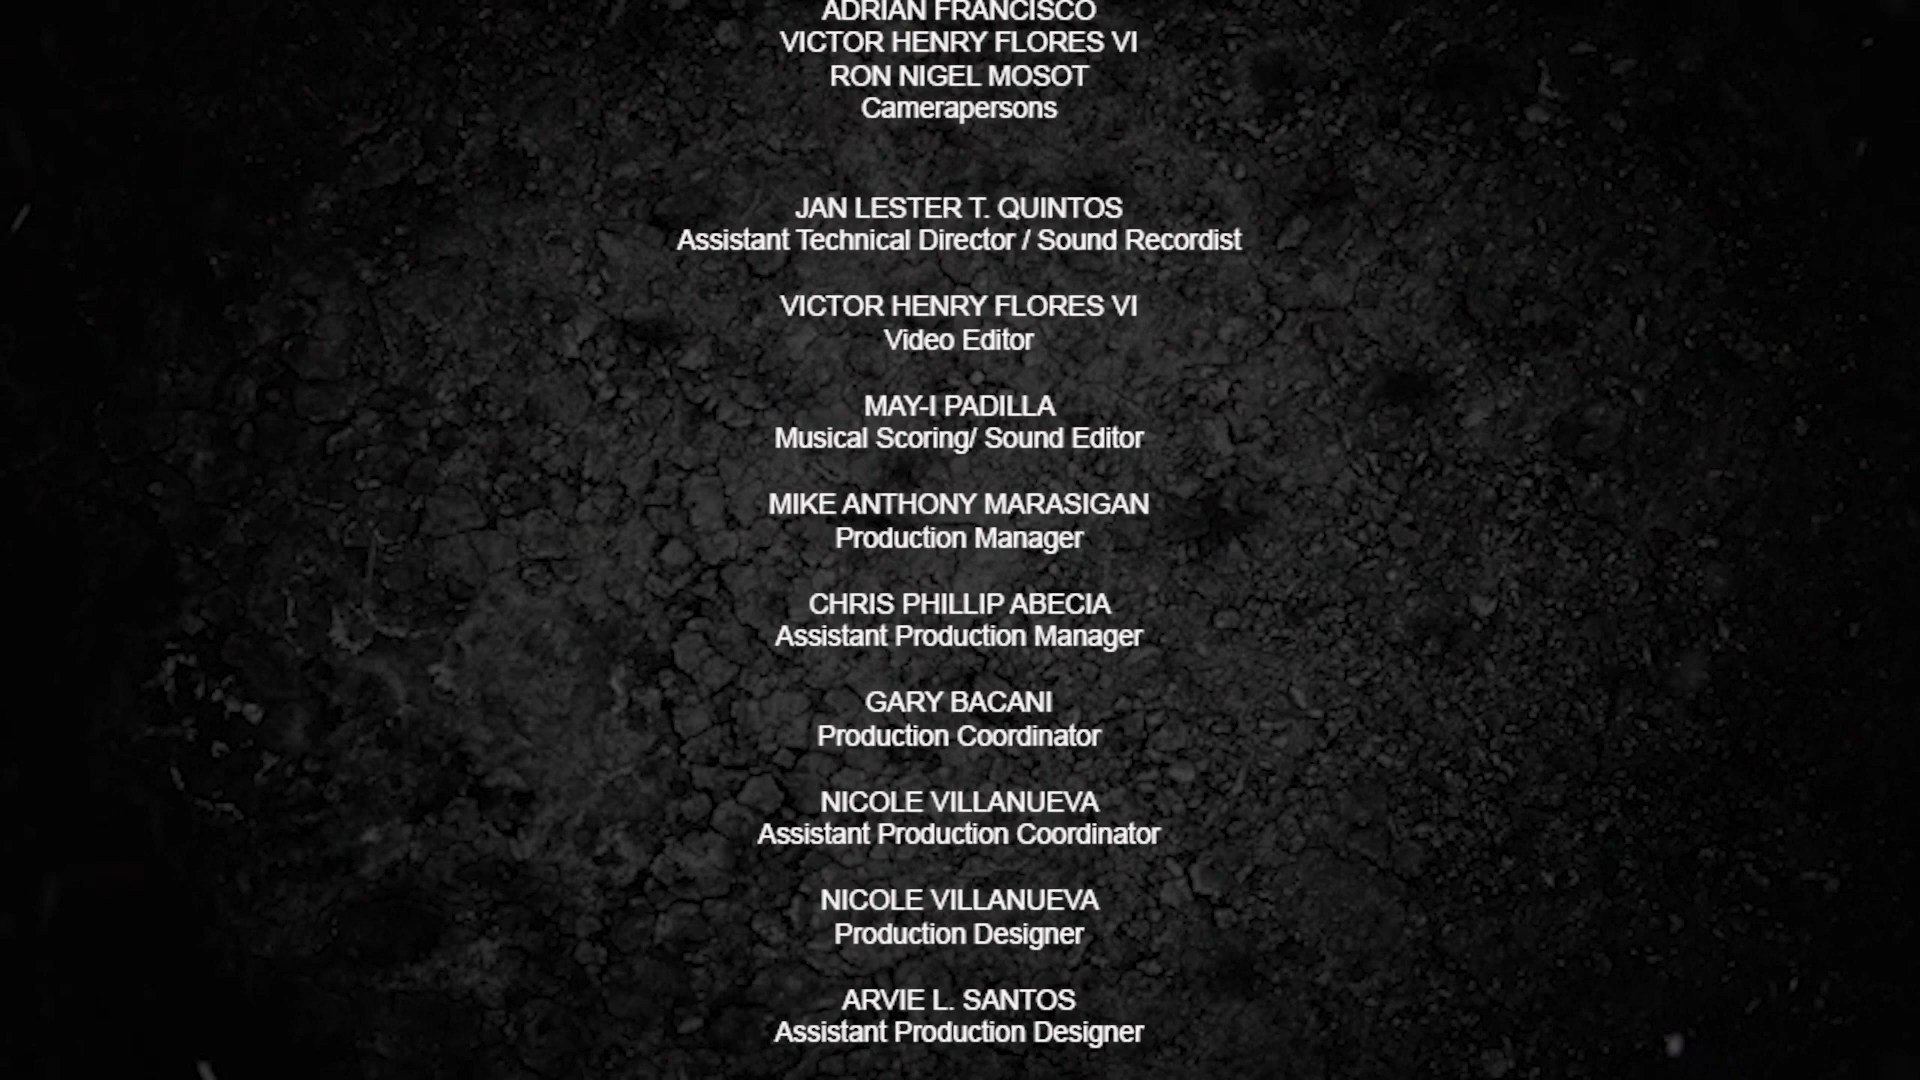 ADRIAN FRANCISCO
VICTOR HENRY FLORES VI
RON NIGEL MOSOT
Camerapersons
JAN LESTER T. QUINTOS
Assistant Technical Director / Sound Recordist
VICTOR HENRY FLORES VI
Video Editor
MAY-I PADILLA
Musical Scoring/ Sound Editor
MIKE ANTHONY MARASIGAN
Production Manager
CHRIS PHILLIP ABECIA
Assistant Production Manager
GARY BACANI
Production Coordinator
NICOLE VILLANUEVA
Assistant Production Coordinator
NICOLE VILLANUEVA
Production Designer
ARVIE L. SANTOS
Assistant Production Designer